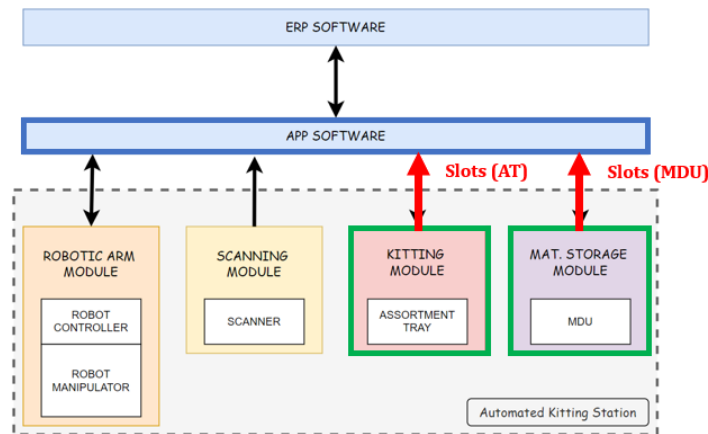 ERP SOFTWARE
APP SOFTWARE
Slots (AT)
Slots (MDU)
ROBOTIC ARM
MODULE
ROBOT
CONTROLLER
ROBOT
MANIPULATOR
SCANNING
MODULE
SCANNER
KITTING
MODULE
ASSORTMENT
TRAY
MAT. STORAGE
MODULE
MDU
Automated Kitting Station